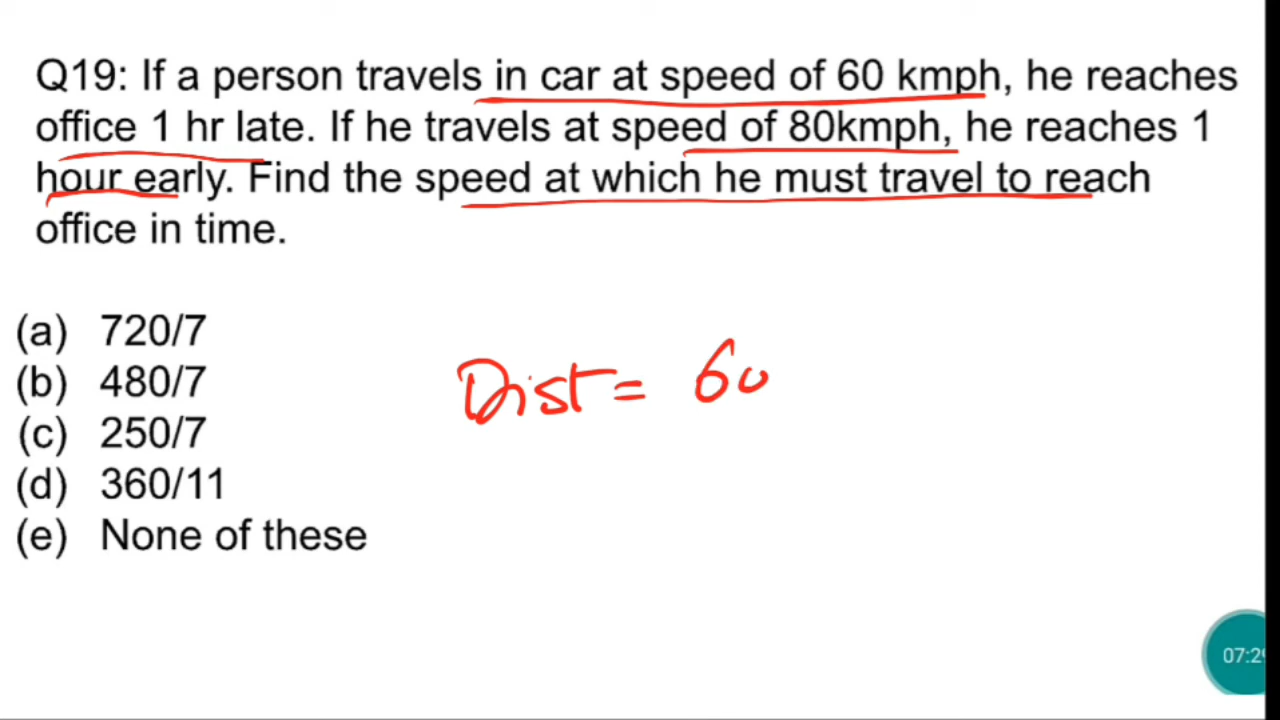 Q19: If a person travels in car at speed of 60 kmph, he reaches
office 1 hr late. If he travels at speed of 80kmph, he reaches 1
hour early. Find the speed at which he must travel to reach
office in time.
(a) 720/7
(b) 480/7
(c) 250/7
(d) 360/11
(e) None of these
Dist = 60
07:29